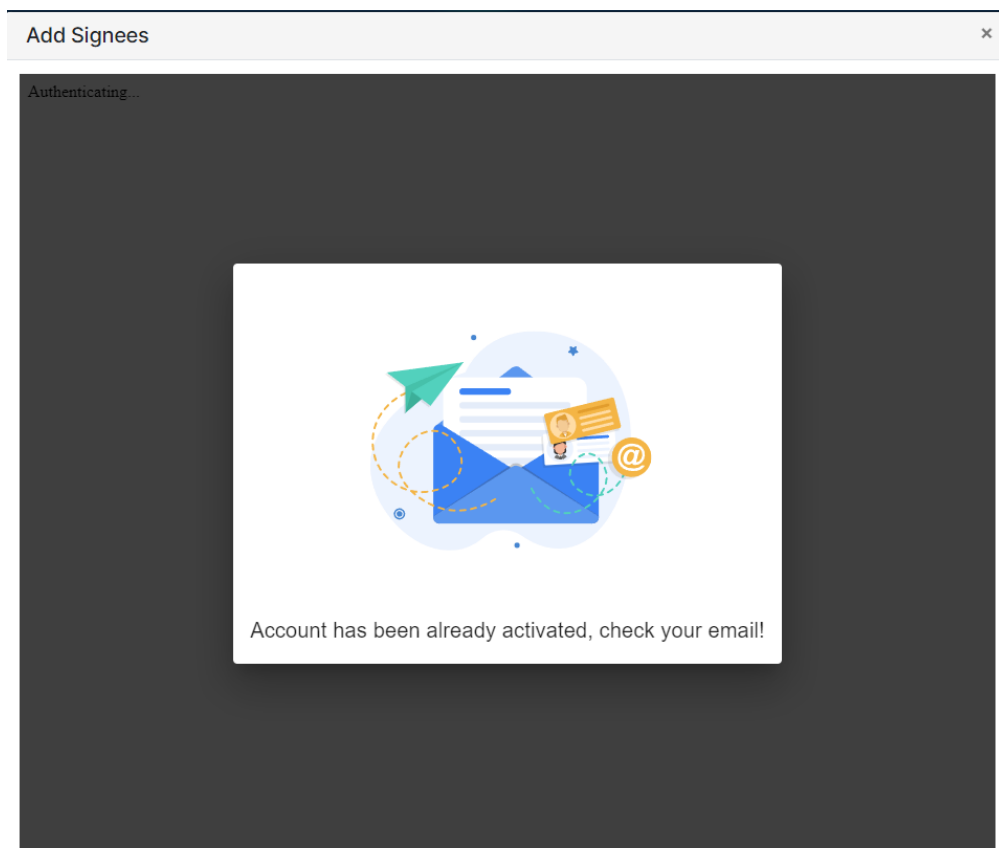 Add Signees
×
Authenticating...
@
Account has been already activated, check your email!